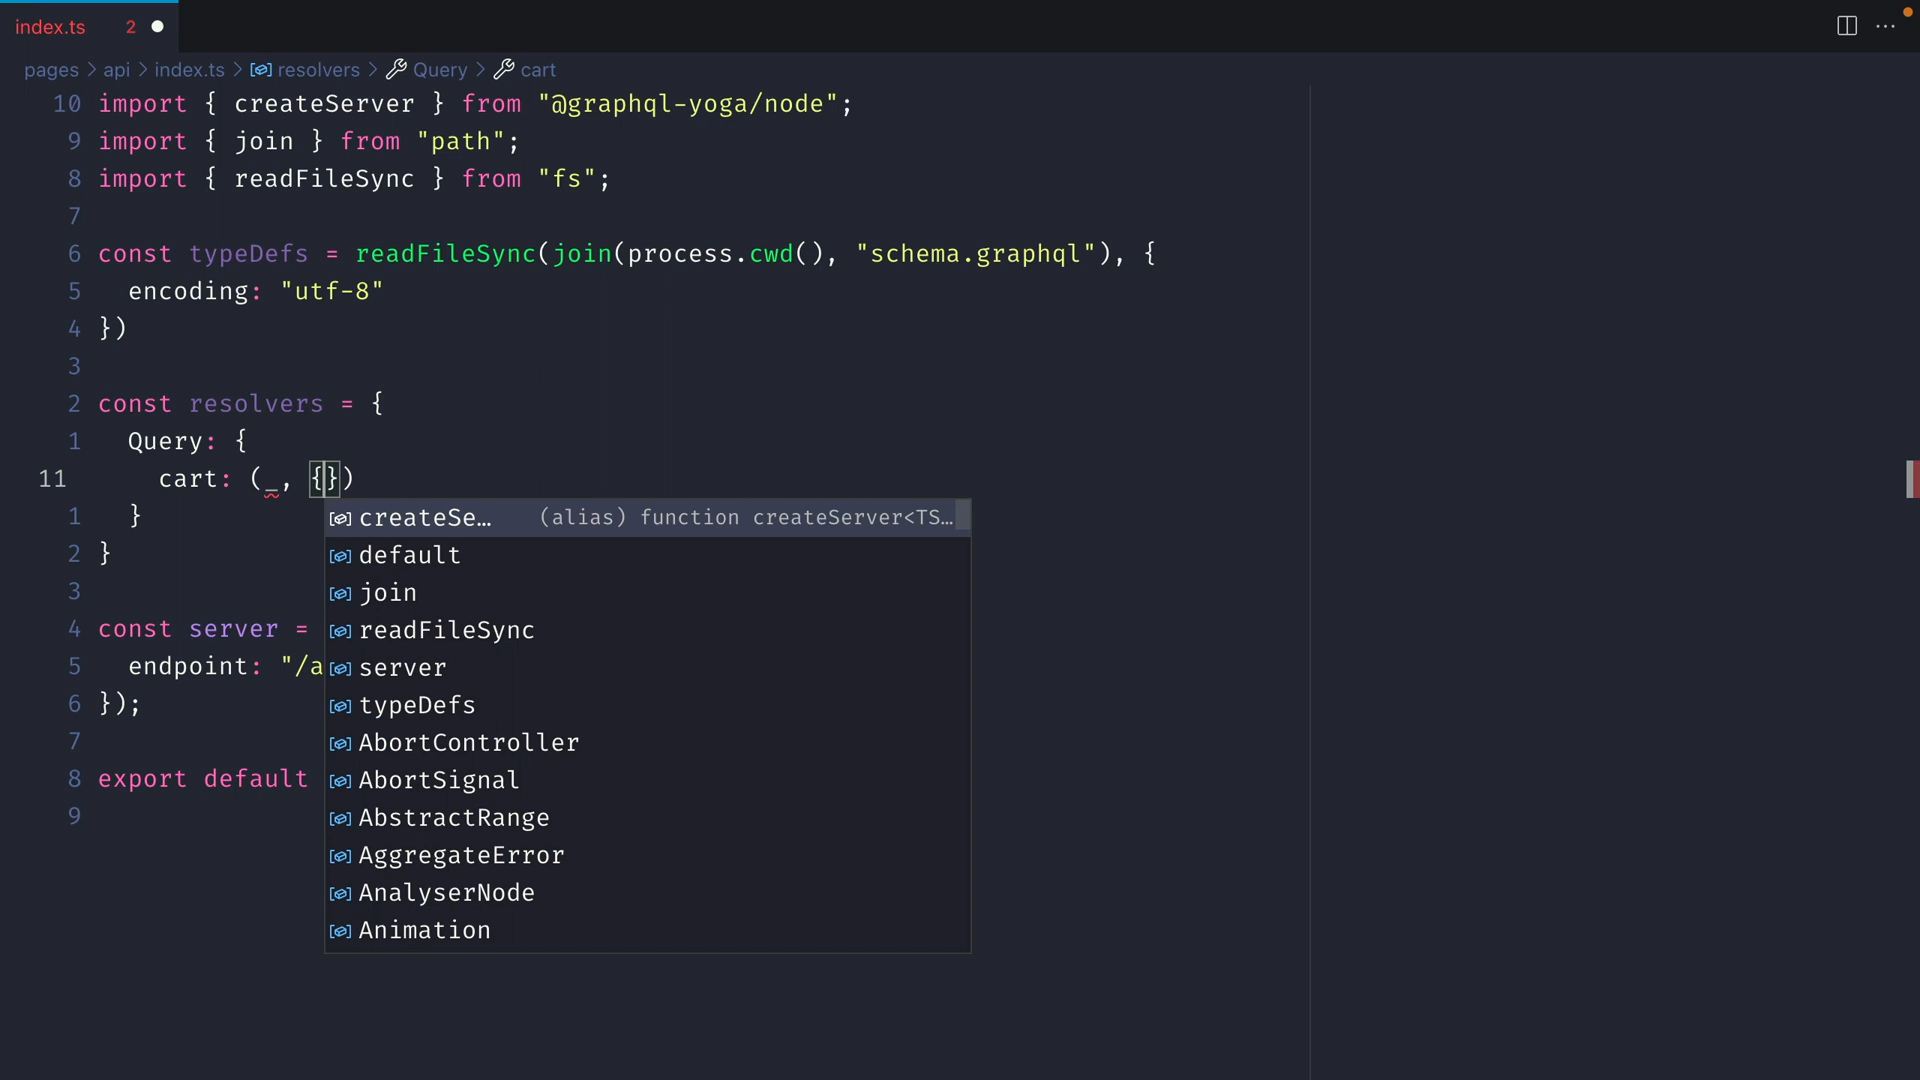 index.ts 2
pages > api > index.ts > resolvers > Query > cart
10 import { createServer } from "@graphql-yoga/node";
9 import { join } from "path";
8 import { readFileSync } from "fs";
7
6 const typeDefs = readFileSync(join(process.cwd(), "schema.graphql"), {
5 encoding: "utf-8"
4 })
3
2 const resolvers = {
1 Query: {
11 cart: (_, {})
1 }
2 }
3
4 const server =
5 endpoint: "/a
6 });
7
8 export default
9
createSe… (alias) function createServer<TS…
default
join
readFileSync
server
typeDefs
AbortController
AbortSignal
AbstractRange
AggregateError
AnalyserNode
Animation